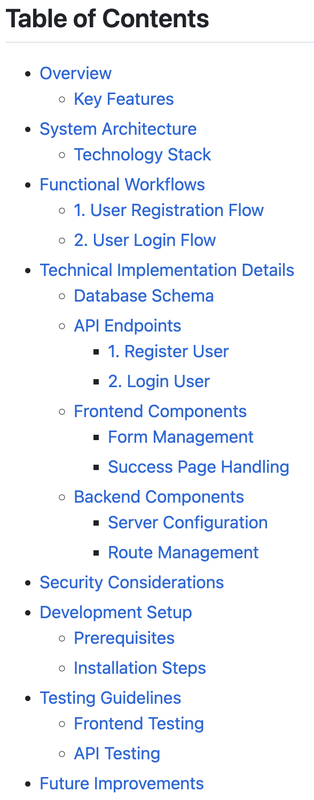 Table of Contents
Overview
Key Features
System Architecture
Technology Stack
Functional Workflows
1. User Registration Flow
2. User Login Flow
Technical Implementation Details
Database Schema
API Endpoints
1. Register User
2. Login User
Frontend Components
Form Management
Success Page Handling
Backend Components
Server Configuration
Route Management
Security Considerations
Development Setup
Prerequisites
Installation Steps
Testing Guidelines
Frontend Testing
API Testing
Future Improvements